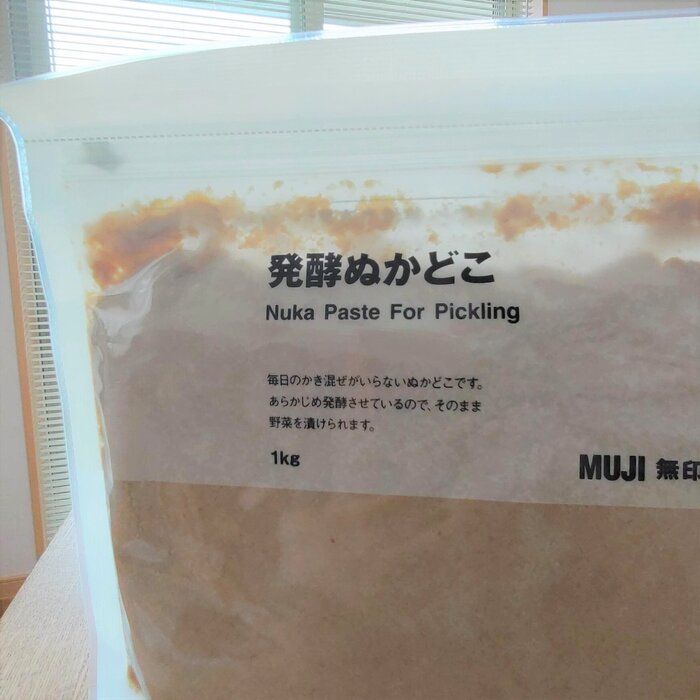 発酵ぬかどこ
Nuka Paste For Pickling
毎日のかき混ぜがいらないぬかどこです。
あらかじめ発酵させているので、そのまま
野菜を漬けられます。
1kg
MUJI 無印